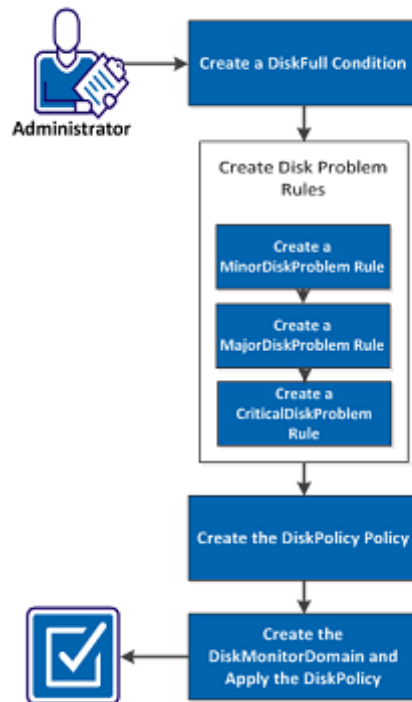 Administrator
Create a DiskFull Condition
Create Disk Problem
Rules
Create a
MinorDiskProblem Rule
Create a
MajorDiskProblem Rule
Create a
CriticalDiskProblem
Rule
Create the DiskPolicy Policy
Create the
DiskMonitorDomain and
Apply the DiskPolicy